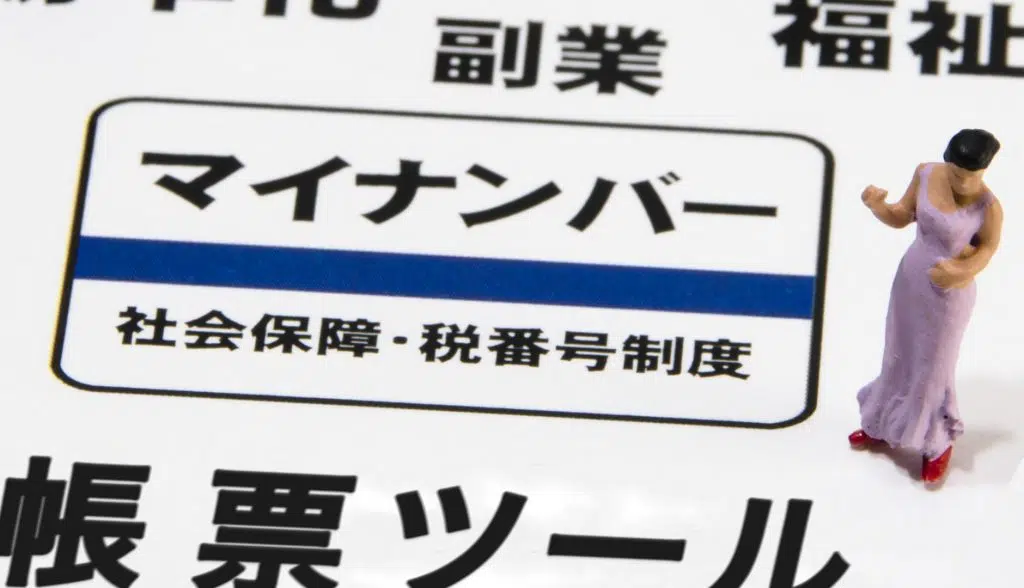 副業
福祉
マイナンバー
社会保障・税番号制度
帳票ツール